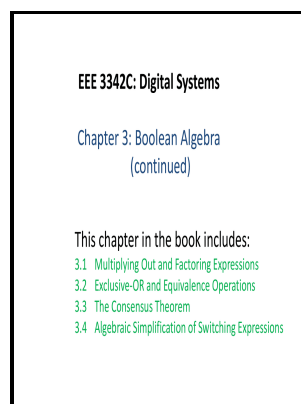 EEE 3342C: Digital Systems
Chapter 3: Boolean Algebra
(continued)
This chapter in the book includes:
3.1 Multiplying Out and Factoring Expressions
3.2 Exclusive-OR and Equivalence Operations
3.3 The Consensus Theorem
3.4 Algebraic Simplification of Switching Expressions